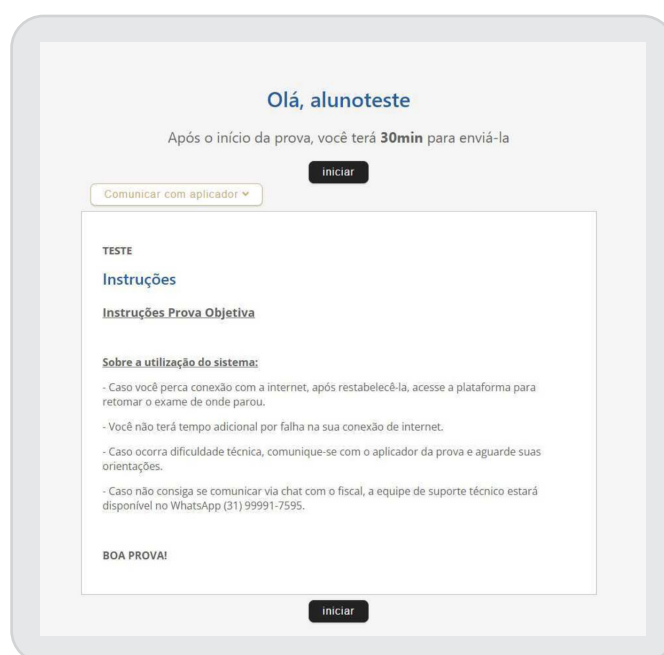 Olá, alunoteste
Após o início da prova, você terá 30min para enviá-la
iniciar
Comunicar com aplicador
TESTE
Instruções
Instruções Prova Objetiva
Sobre a utilização do sistema:
- Caso você perca conexão com a internet, após restabelecê-la, acesse a plataforma para
retomar o exame de onde parou.
- Você não terá tempo adicional por falha na sua conexão de internet.
- Caso ocorra dificuldade técnica, comunique-se com o aplicador da prova e aguarde suas
orientações.
- Caso não consiga se comunicar via chat com o fiscal, a equipe de suporte técnico estará
disponível no WhatsApp (31) 99991-7595.
BOA PROVA!
iniciar